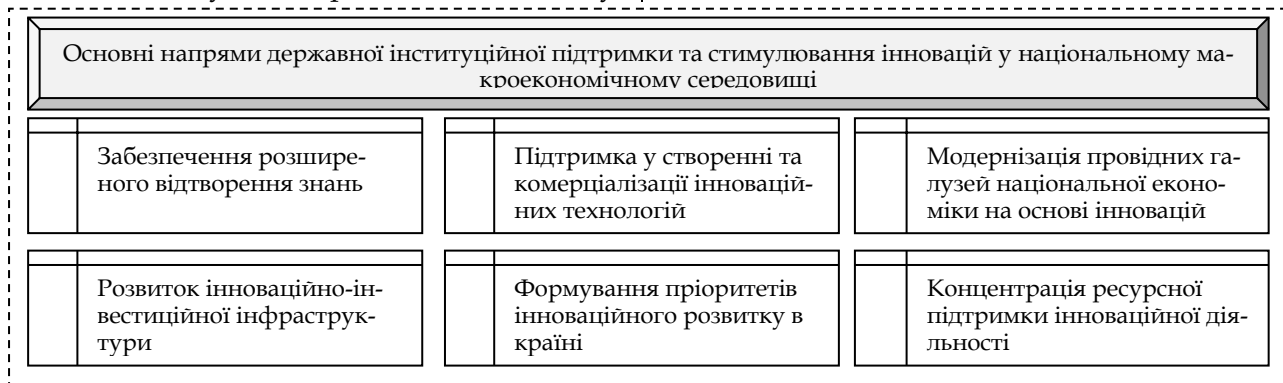 Основні напрями державної інституційної підтримки та стимулювання інновацій у національному ма-
кроекономічному середовищі
Забезпечення розшире-
ного відтворення знань
Підтримка у створенні та
комерціалізації інновацій-
них технологій
Модернізація провідних га-
лузей національної еконо-
міки на основі інновацій
Розвиток інноваційно-ін-
вестиційної інфраструк-
тури
Формування пріоритетів
інноваційного розвитку в
країні
Концентрація ресурсної
підтримки інноваційної дія-
льності